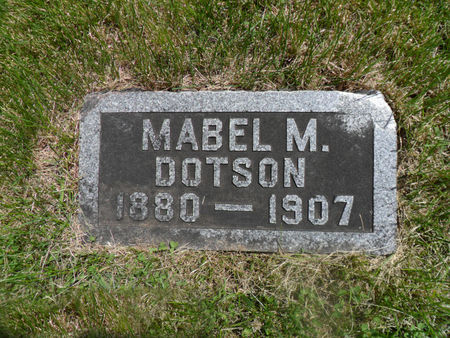 MABEL M.
DOTSON
1880 — 1907